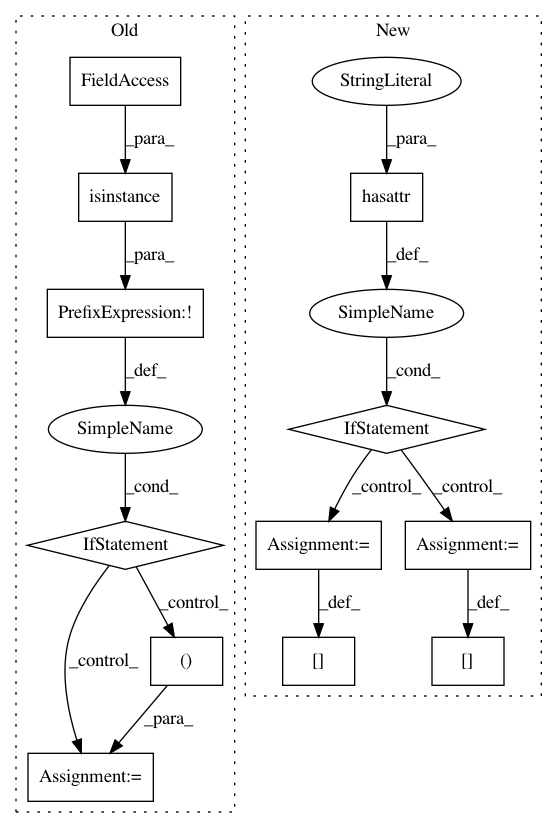 Old
New
FieldAccess
StringLiteral
_para_
_para_
isinstance
hasattr
_para_
_def_
PrefixExpression:!
SimpleName
_def_
_cond_
SimpleName
IfStatement
_cond_
_control_
_control_
IfStatement
Assignment:=
Assignment:=
_control_
_def_
_def_
_control_
()
[]
[]
_para_
Assignment:=